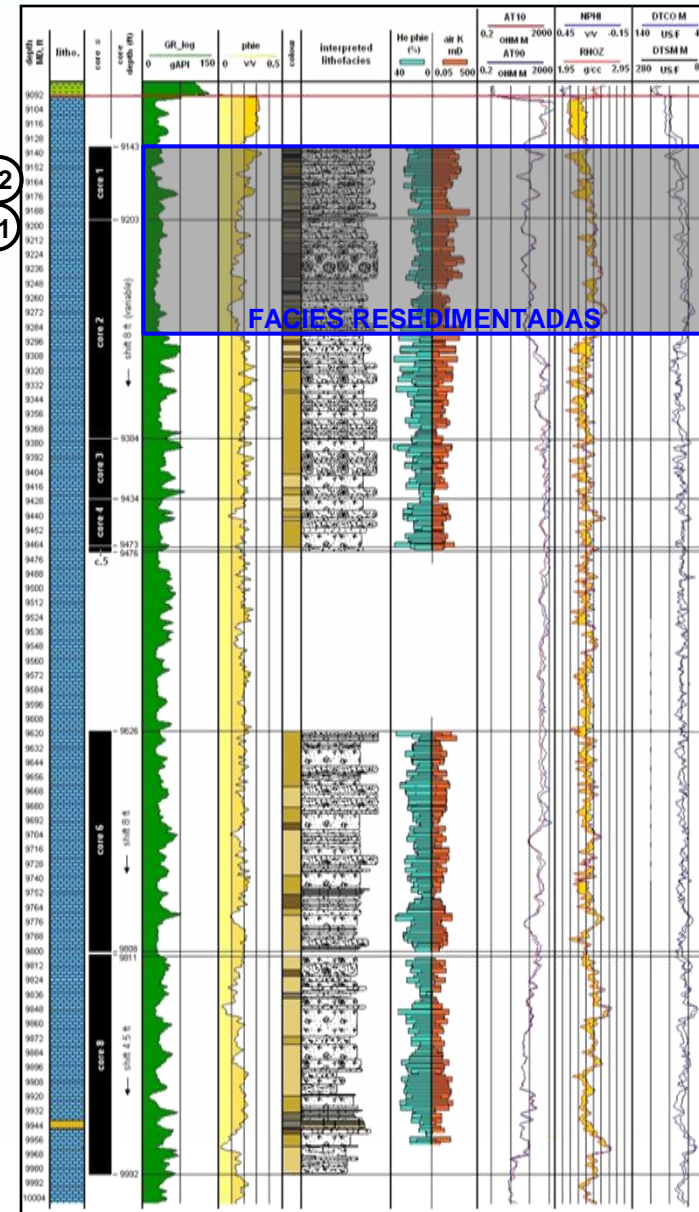 depth MD, ft
litho.
core #
core depth (ft)
GR_log
0 gAPI 150
phie
0 VV 0.5
colour
interpreted lithofacies
He phie (%)
40 0
air K mD
0.05 500
AT10
0.2 OHM M 2000
AT90
0.2 OHM M 2000
NPHI
0.45 V/V -0.15
RHOZ
1.95 g/cc 2.95
DTCO M
140 US F 4
DTSM M
280 US F 8
2
1
9092
9104
9116
9128
9140
9152
9164
9176
9188
9200
9212
9224
9236
9248
9260
9272
9284
9296
9308
9320
9332
9344
9356
9368
9380
9392
9404
9416
9428
9440
9452
9464
9476
9488
9500
9512
9524
9536
9548
9560
9572
9584
9596
9608
9620
9632
9644
9656
9668
9680
9692
9704
9716
9728
9740
9752
9764
9776
9788
9800
9812
9824
9836
9848
9860
9872
9884
9896
9908
9920
9932
9944
9956
9968
9980
9992
10004
core 1
core 2
core 3
core 4
c.5
core 6
core 8
9143
9203
shift 8 ft (variable)
9384
9434
9473
9476
9626
shift 8 ft
9808
9811
shift 4.5 ft
9992
FACIES RESEDIMENTADAS